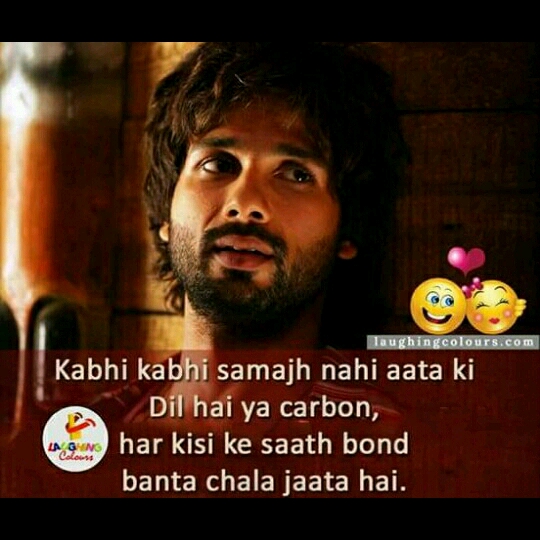 laughingcolours.com
Kabhi kabhi samajh nahi aata ki
Dil hai ya carbon,
har kisi ke saath bond
banta chala jaata hai.
LAUGHING
Colours